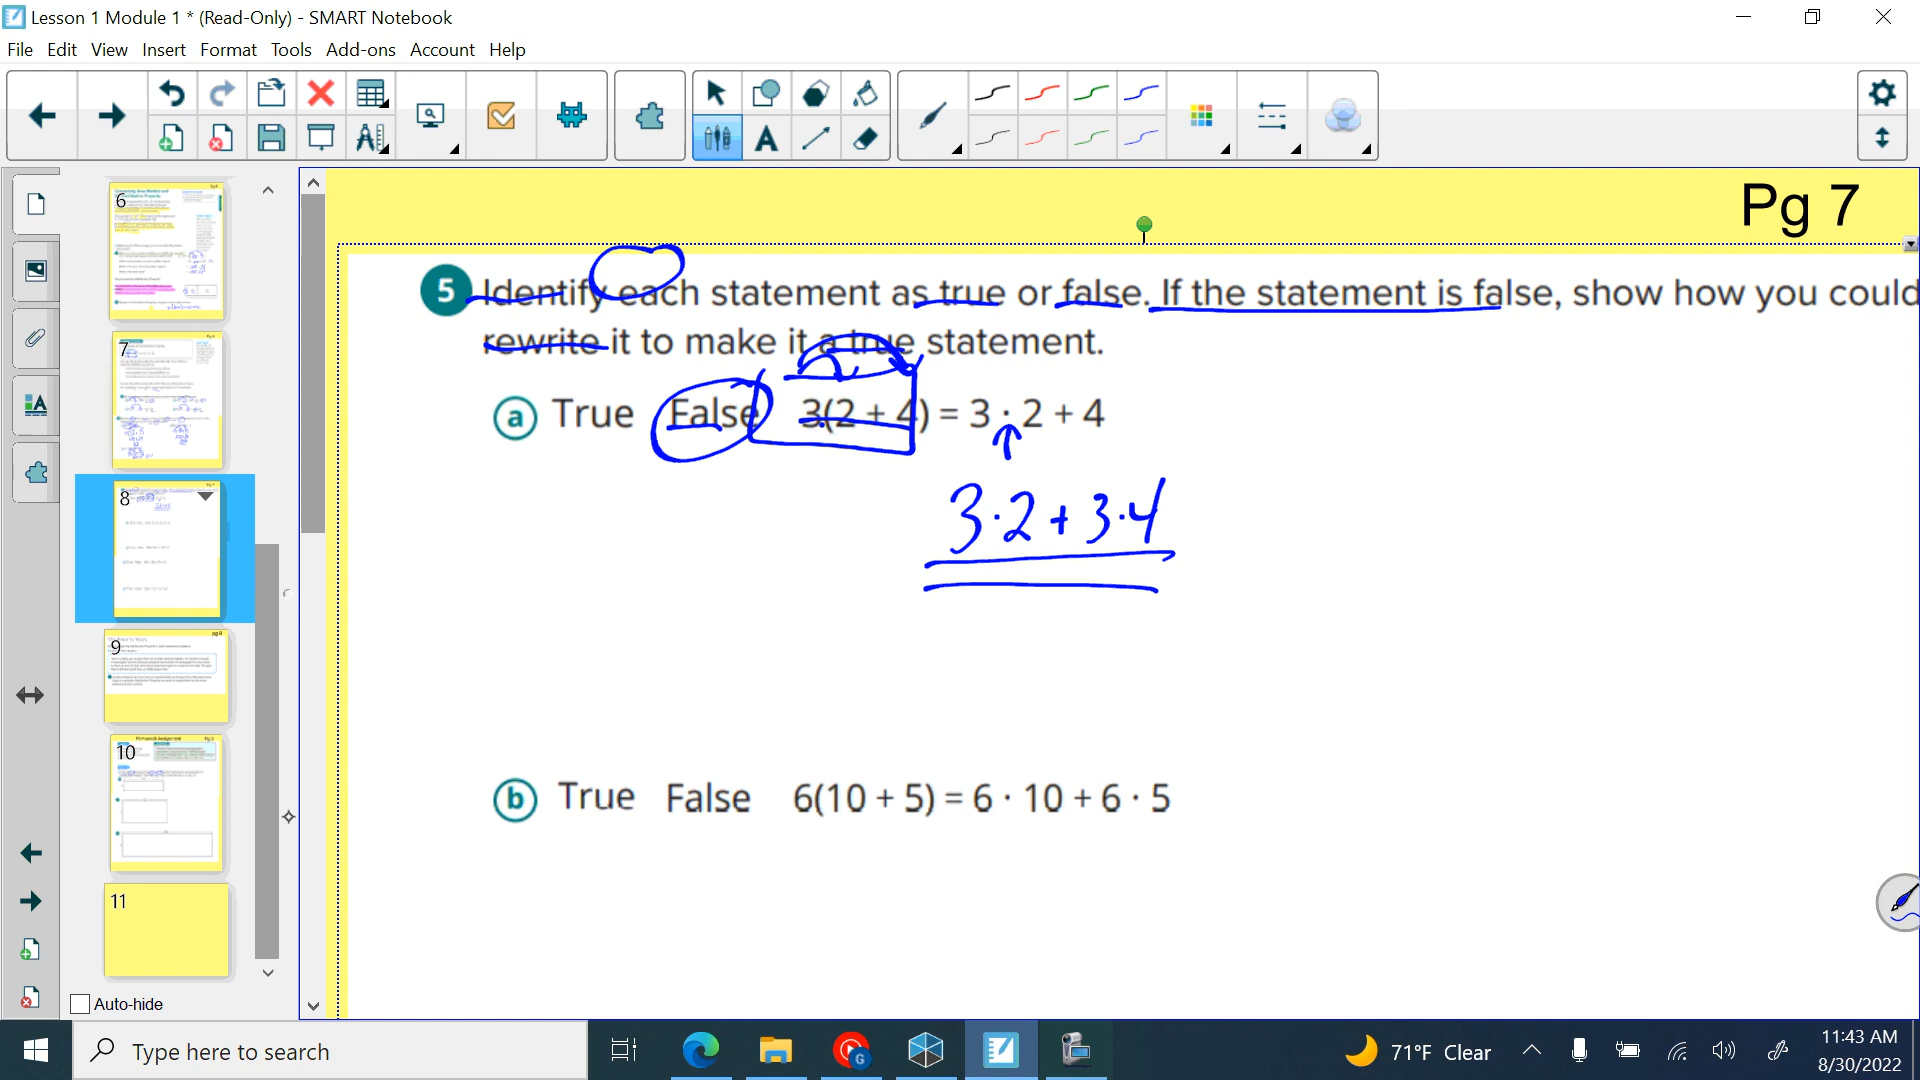 Lesson 1 Module 1 * (Read-Only) - SMART Notebook
File Edit View Insert Format Tools Add-ons Account Help
Pg 7
5 Identify each statement as true or false. If the statement is false, show how you could
rewrite it to make it a true statement.
a True False 3(2 + 4) = 3 · 2 + 4
3·2+3·4
b True False 6(10 + 5) = 6 · 10 + 6 · 5
6
7
8
9
pg 8
10
Homework Assignment
11
Auto-hide
Type here to search
71°F Clear
11:43 AM
8/30/2022